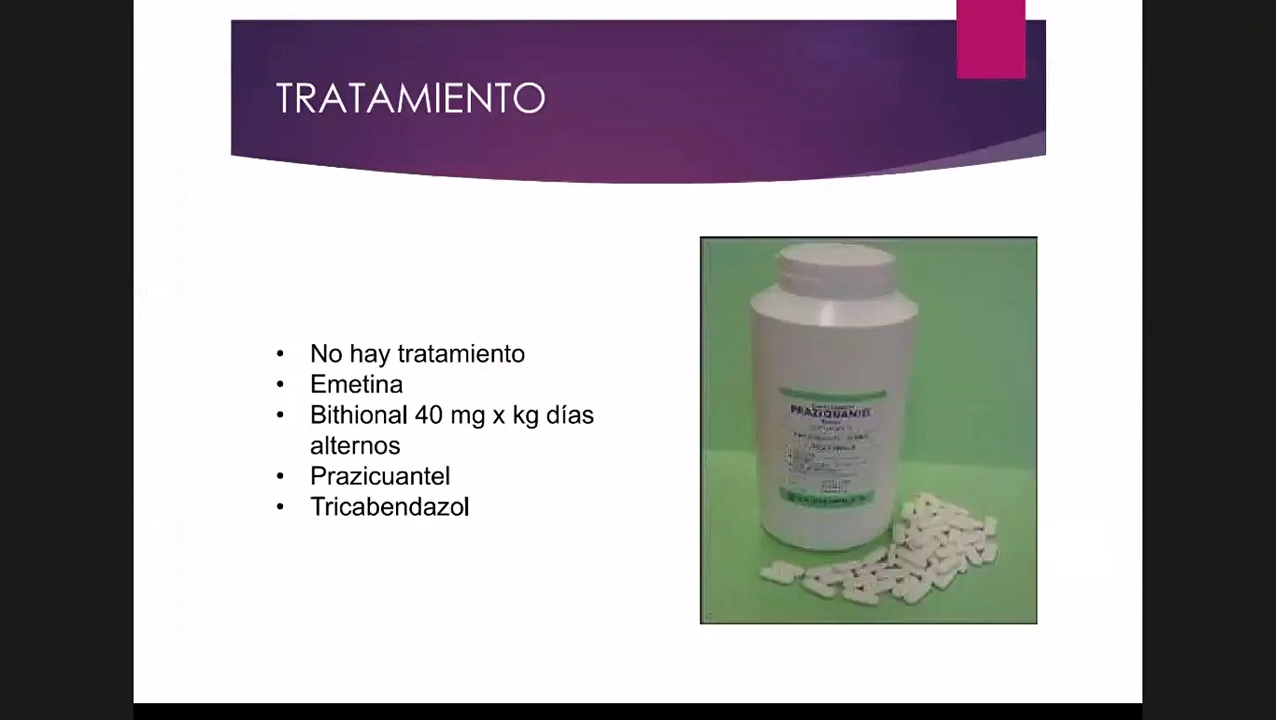 TRATAMIENTO
• No hay tratamiento
• Emetina
• Bithional 40 mg x kg días
alternos
• Prazicuantel
• Tricabendazol
PRAZIQUANTEL